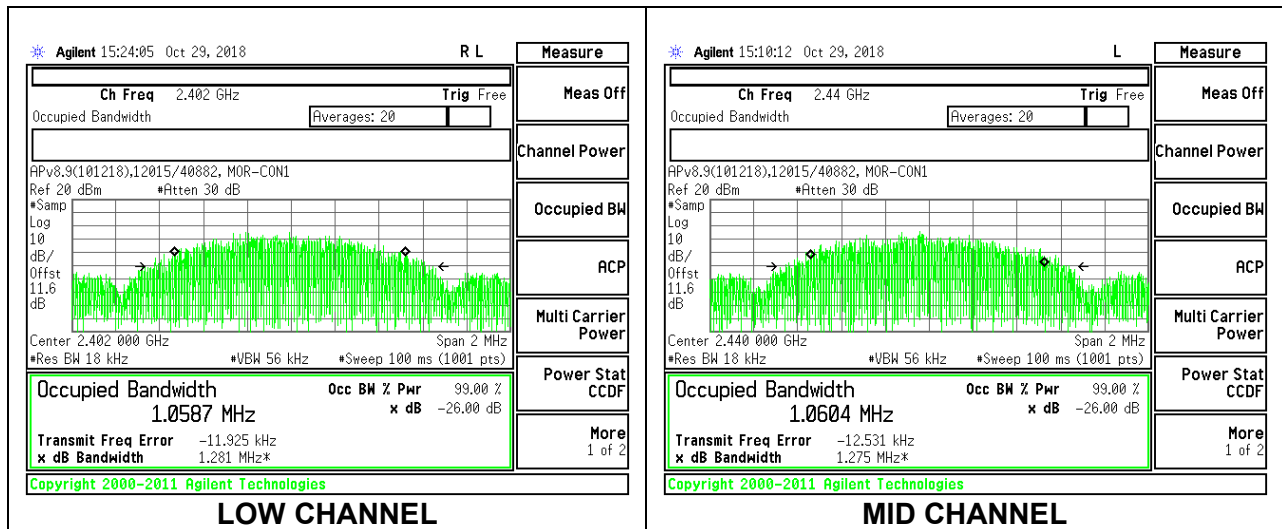 Agilent 15:24:05 Oct 29, 2018 R L
Measure
Ch Freq 2.402 GHz Trig Free
Occupied Bandwidth Averages: 20
APv8.9(101218),12015/40882, MOR-CON1
Ref 20 dBm #Atten 30 dB
#Samp
Log
10
dB/
Offst
11.6
dB
Center 2.402 000 GHz Span 2 MHz
#Res BW 18 kHz #VBW 56 kHz #Sweep 100 ms (1001 pts)
Occupied Bandwidth Occ BW % Pwr 99.00 %
1.0587 MHz x dB -26.00 dB
Transmit Freq Error -11.925 kHz
x dB Bandwidth 1.281 MHz*
Meas Off
Channel Power
Occupied BW
ACP
Multi Carrier
Power
Power Stat
CCDF
More
1 of 2
Copyright 2000-2011 Agilent Technologies
LOW CHANNEL
Agilent 15:10:12 Oct 29, 2018 L
Measure
Ch Freq 2.44 GHz Trig Free
Occupied Bandwidth Averages: 20
APv8.9(101218),12015/40882, MOR-CON1
Ref 20 dBm #Atten 30 dB
#Samp
Log
10
dB/
Offst
11.6
dB
Center 2.440 000 GHz Span 2 MHz
#Res BW 18 kHz #VBW 56 kHz #Sweep 100 ms (1001 pts)
Occupied Bandwidth Occ BW % Pwr 99.00 %
1.0604 MHz x dB -26.00 dB
Transmit Freq Error -12.531 kHz
x dB Bandwidth 1.275 MHz*
Meas Off
Channel Power
Occupied BW
ACP
Multi Carrier
Power
Power Stat
CCDF
More
1 of 2
Copyright 2000-2011 Agilent Technologies
MID CHANNEL